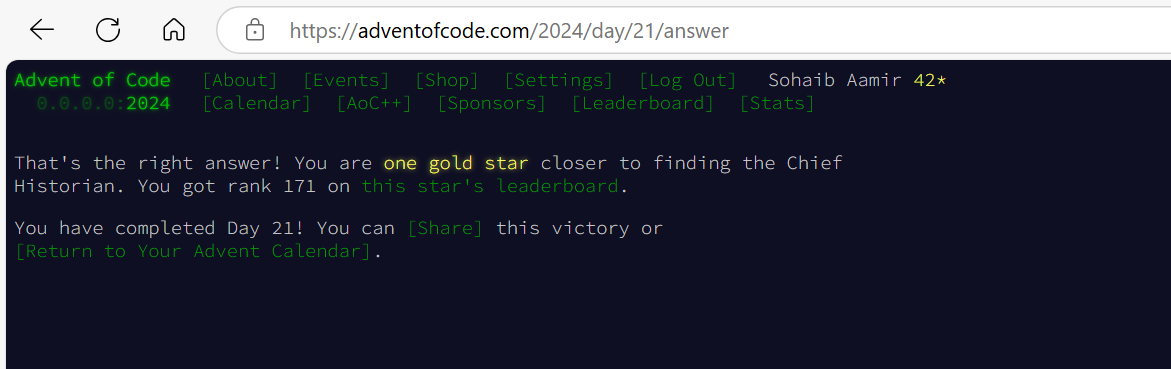 https://adventofcode.com/2024/day/21/answer
Advent of Code [About] [Events] [Shop] [Settings] [Log Out] Sohaib Aamir 42*
0.0.0.0:2024 [Calendar] [AoC++] [Sponsors] [Leaderboard] [Stats]
That's the right answer! You are one gold star closer to finding the Chief
Historian. You got rank 171 on this star's leaderboard.
You have completed Day 21! You can [Share] this victory or
[Return to Your Advent Calendar].